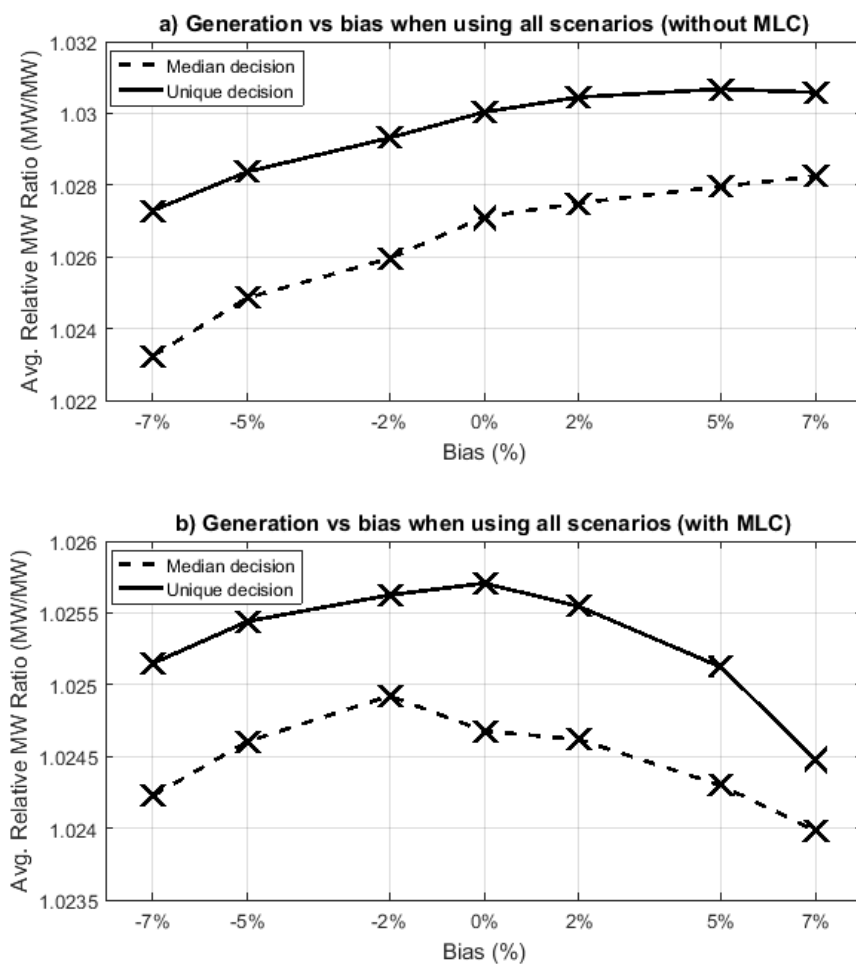 a) Generation vs bias when using all scenarios (without MLC)
1.032
1.03
1.028
1.026
1.024
1.022
Avg. Relative MW Ratio (MW/MW)
Median decision
Unique decision
-7%
-5%
-2%
0%
2%
5%
7%
Bias (%)
b) Generation vs bias when using all scenarios (with MLC)
1.026
1.0255
1.025
1.0245
1.024
1.0235
Avg. Relative MW Ratio (MW/MW)
Median decision
Unique decision
-7%
-5%
-2%
0%
2%
5%
7%
Bias (%)